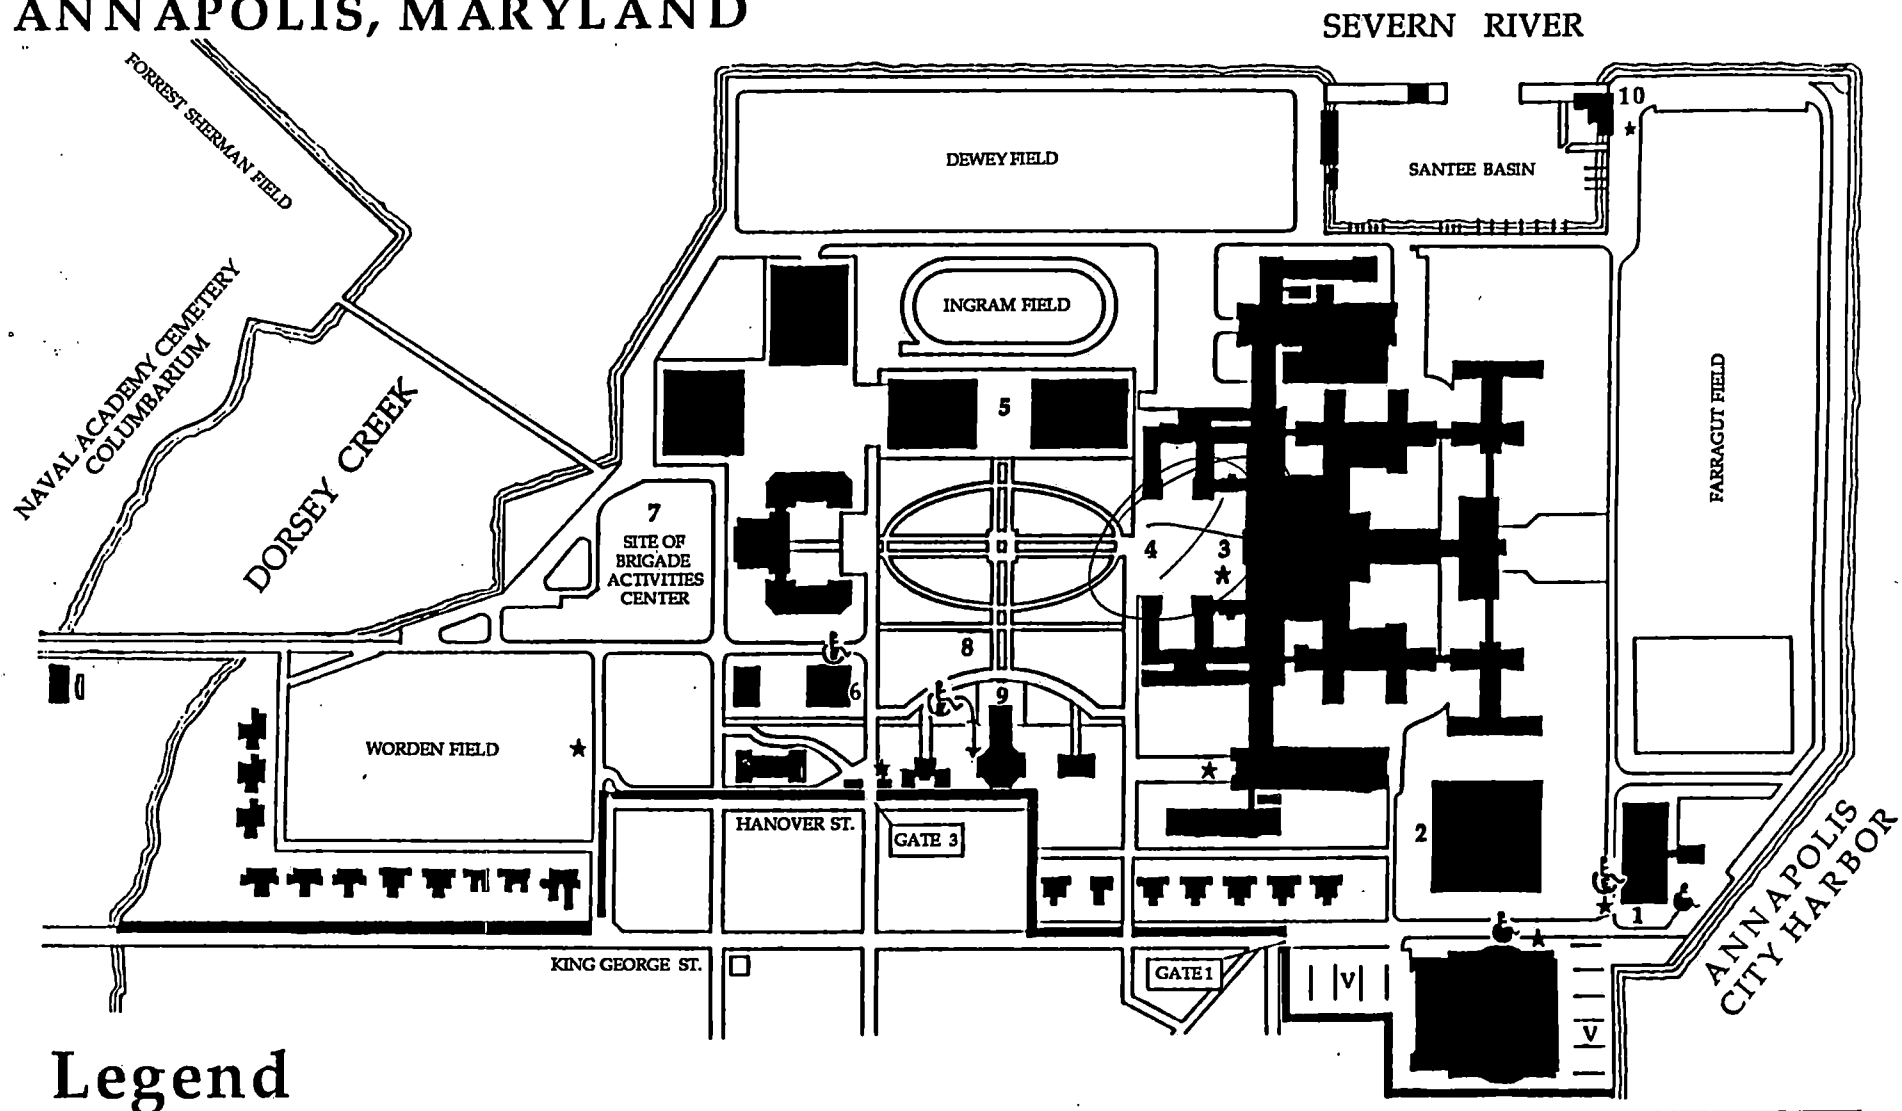 ANNAPOLIS, MARYLAND
SEVERN RIVER
FORREST SHERMAN FIELD
10
DEWEY FIELD
SANTEE BASIN
NAVAL ACADEMY CEMETERY
COLUMBARIUM
INGRAM FIELD
FARRAGUT FIELD
DORSEY CREEK
5
7
SITE OF
BRIGADE
ACTIVITIES
CENTER
4
3
8
6
9
WORDEN FIELD
HANOVER ST.
GATE 3
2
1
ANNAPOLIS
CITY HARBOR
KING GEORGE ST.
GATE 1
V
V
Legend